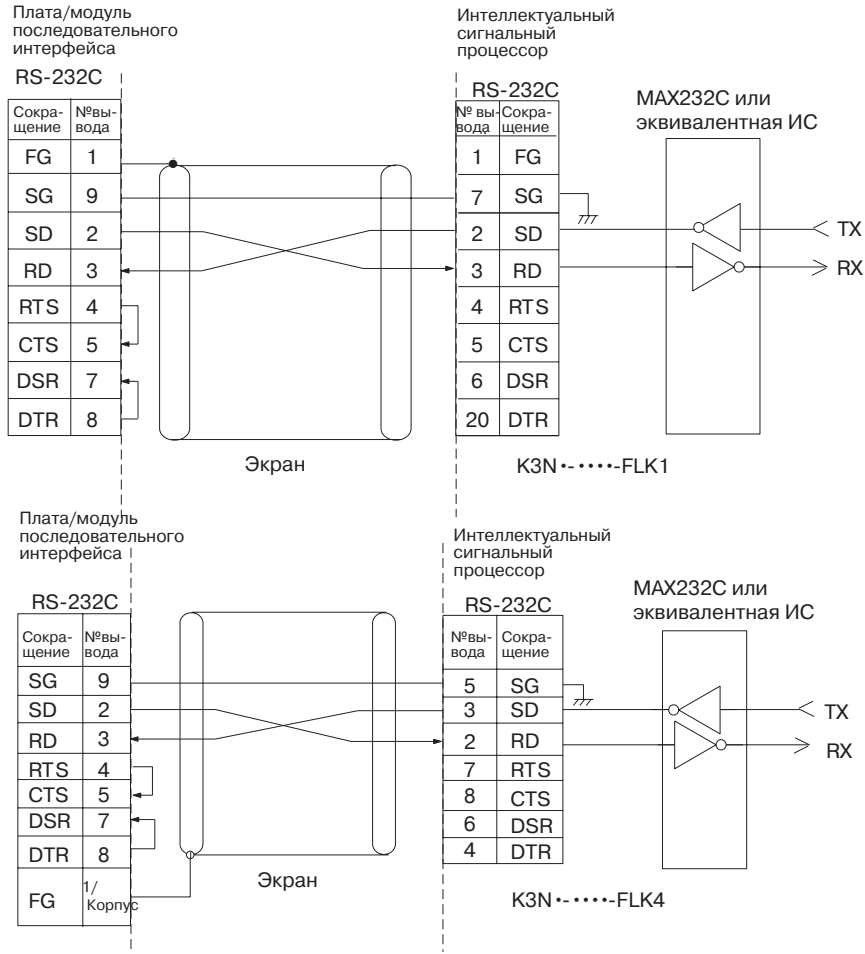 Плата/модуль
последовательного
интерфейса
RS-232C
Сокра-
щение
№вы-
вода
FG 1
SG 9
SD 2
RD 3
RTS 4
CTS 5
DSR 7
DTR 8
Экран
Интеллектуальный
сигнальный
процессор
RS-232C
№ вы-
вода
Сокра-
щение
1 FG
7 SG
2 SD
3 RD
4 RTS
5 CTS
6 DSR
20 DTR
K3N•-••••-FLK1
MAX232C или
эквивалентная ИС
TX
RX
Плата/модуль
последовательного
интерфейса
RS-232C
Сокра-
щение
№вы-
вода
SG 9
SD 2
RD 3
RTS 4
CTS 5
DSR 7
DTR 8
FG 1/
Корпус
Экран
Интеллектуальный
сигнальный
процессор
RS-232C
№вы-
вода
Сокра-
щение
5 SG
3 SD
2 RD
7 RTS
8 CTS
6 DSR
4 DTR
K3N•-••••-FLK4
MAX232C или
эквивалентная ИС
TX
RX